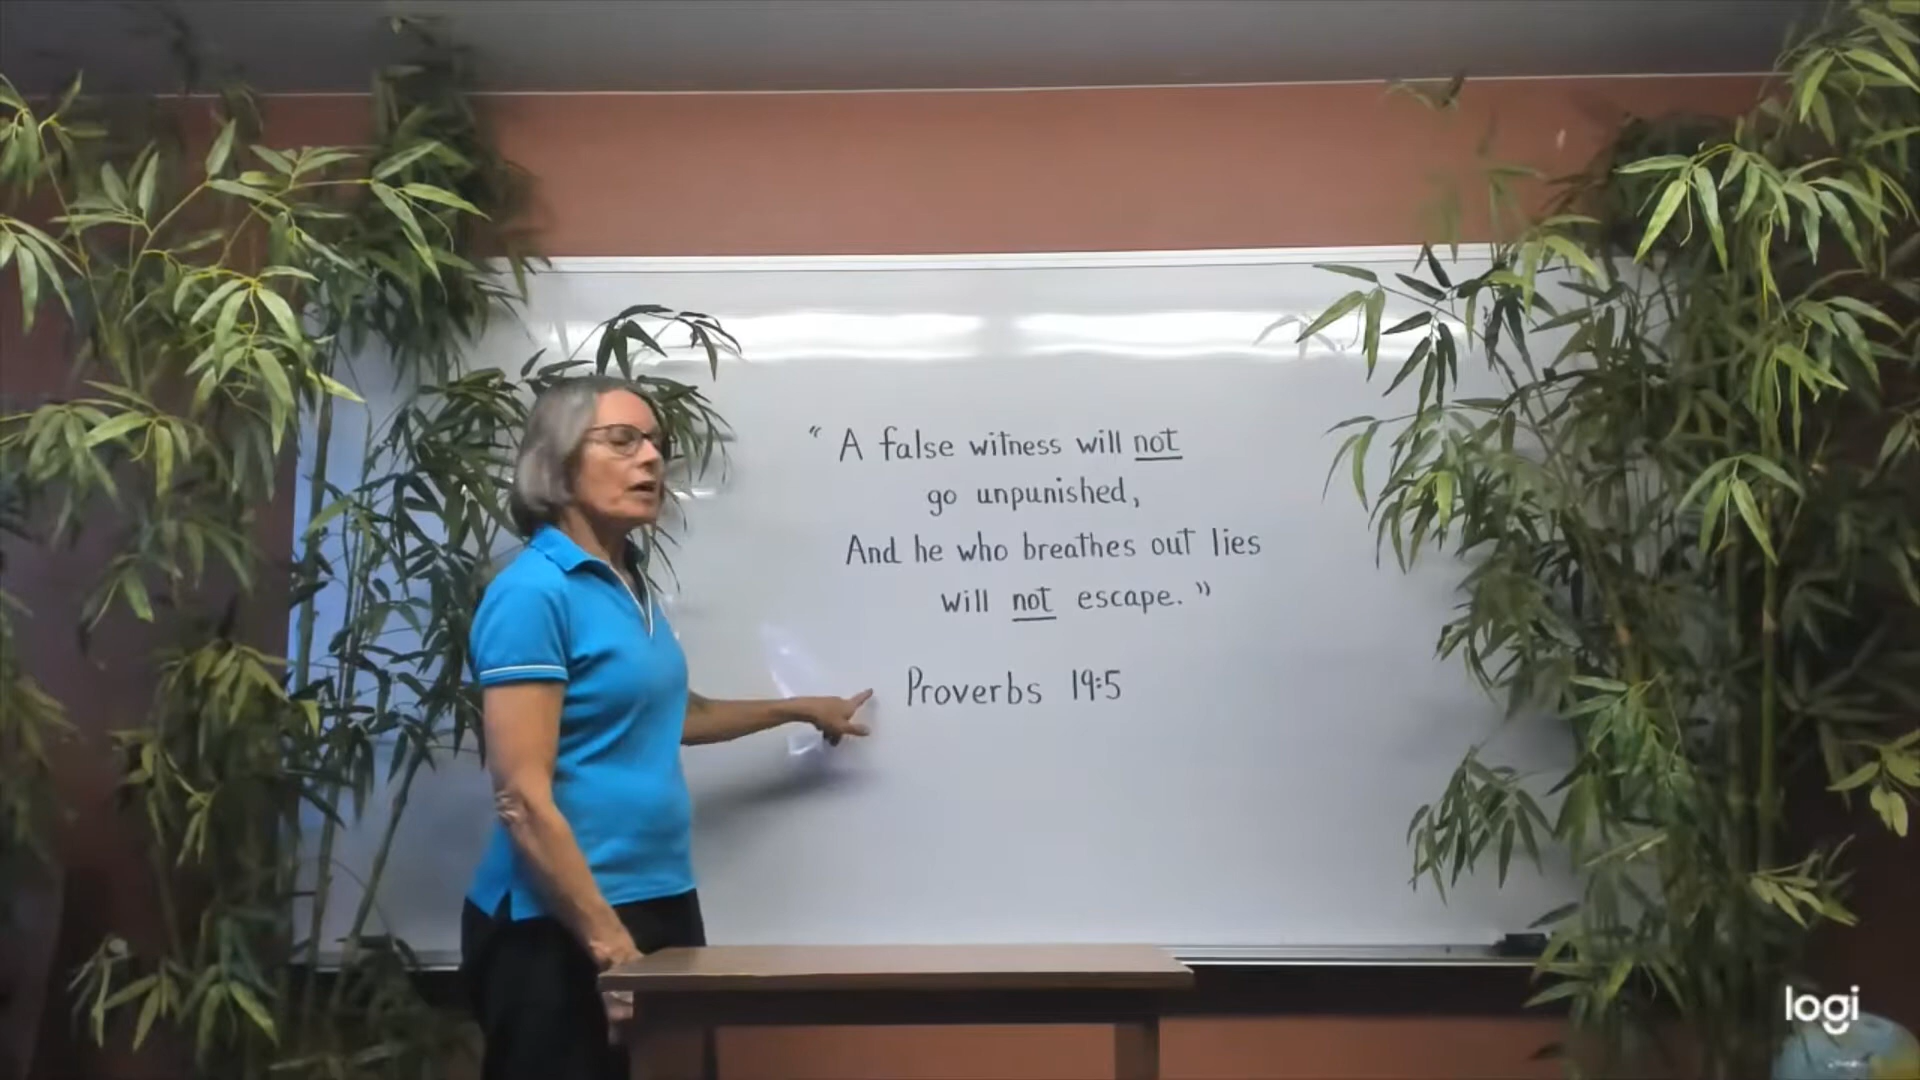 “ A false witness will not
go unpunished,
And he who breathes out lies
will not escape. ”
Proverbs 19:5
logi